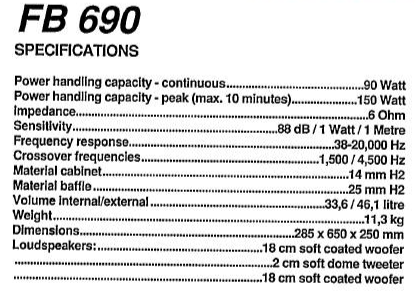 FB 690
SPECIFICATIONS
Power handling capacity - continuous..........90 Watt
Power handling capacity - peak (max. 10 minutes)..........150 Watt
Impedance..........6 Ohm
Sensitivity..........88 dB / 1 Watt / 1 Metre
Frequency response..........38-20,000 Hz
Crossover frequencies..........1,500 / 4,500 Hz
Material cabinet..........14 mm H2
Material baffle..........25 mm H2
Volume internal/external..........33,6 / 46,1 litre
Weight..........11,3 kg
Dimensions..........285 x 650 x 250 mm
Loudspeakers:..........18 cm soft coated woofer
..........2 cm soft dome tweeter
..........18 cm soft coated woofer